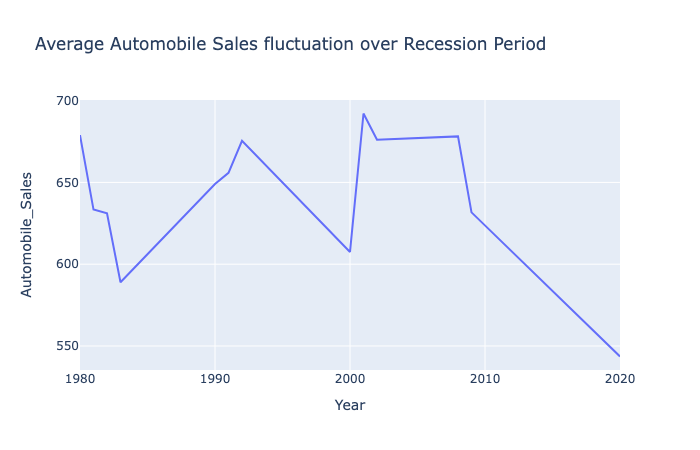 Average Automobile Sales fluctuation over Recession Period
700
650
600
550
Automobile_Sales
1980 1990 2000 2010 2020
Year